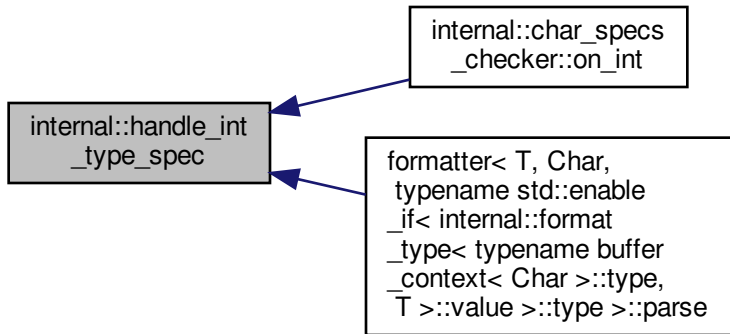 internal::char_specs
_checker::on_int
internal::handle_int
_type_spec
formatter< T, Char,
typename std::enable
_if< internal::format
_type< typename buffer
_context< Char >::type,
T >::value >::type >::parse